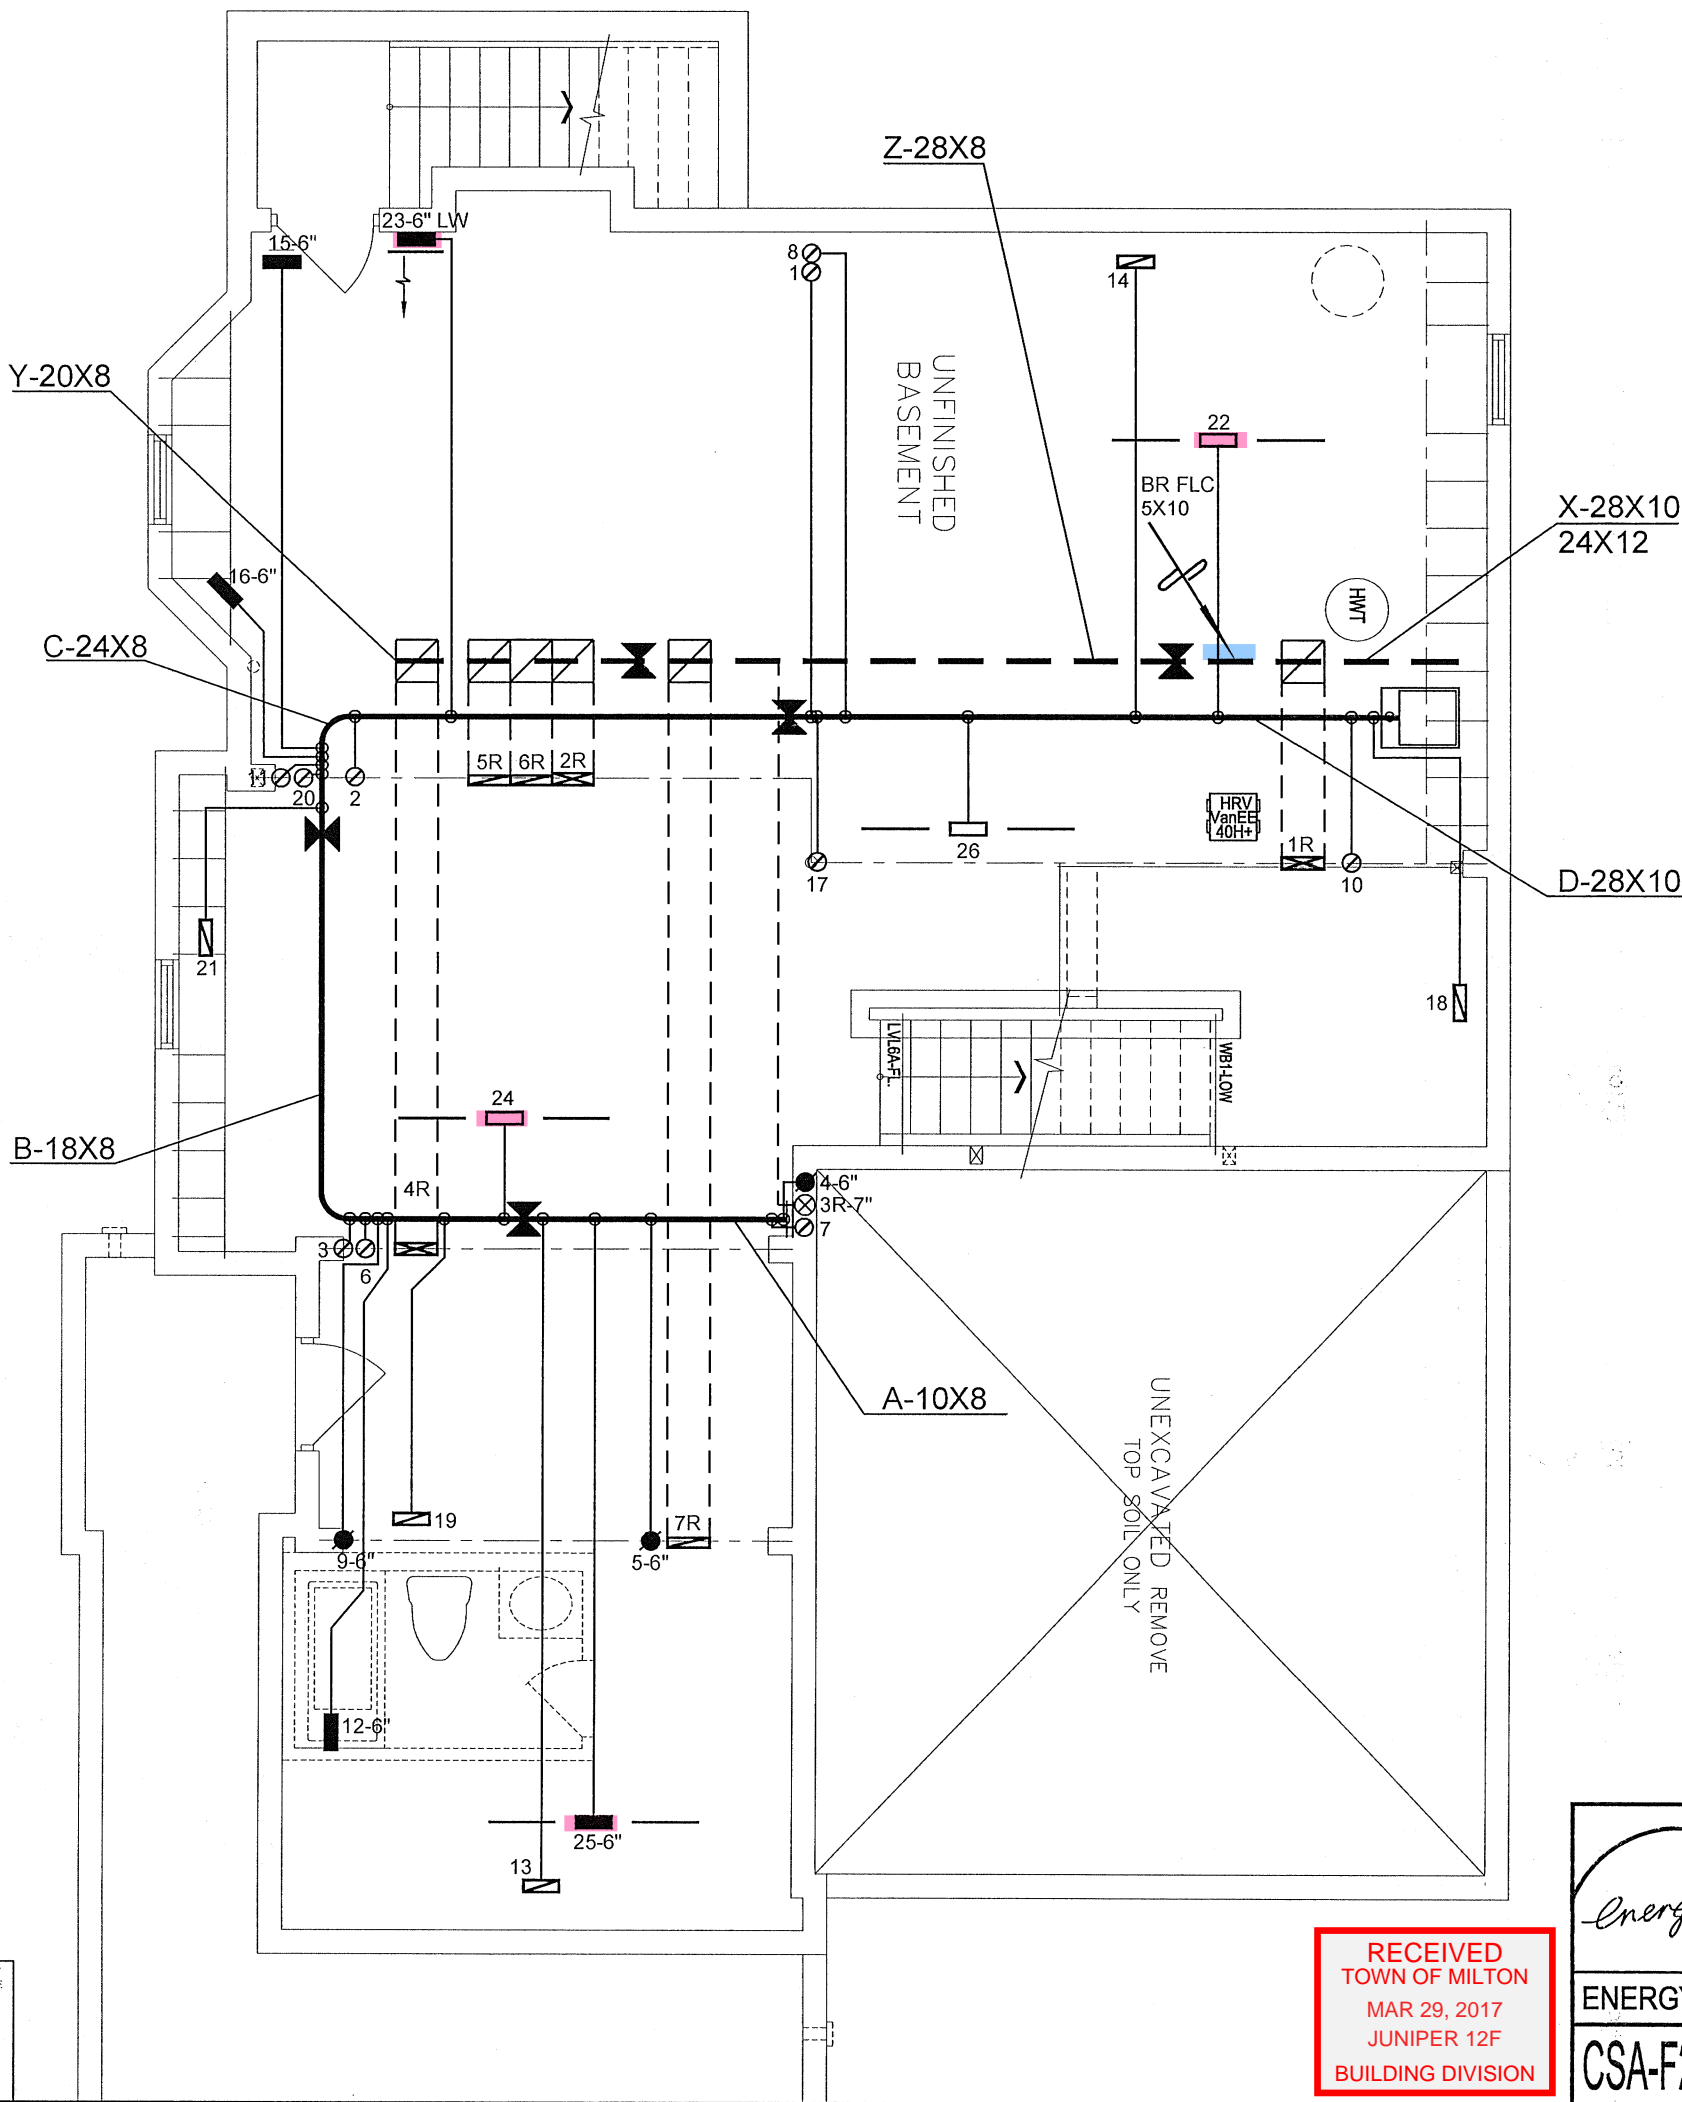 Z-28X8
23-6" LW
15-6"
8
1
14
Y-20X8
UNFINISHED
BASEMENT
22
BR FLC
5X10
X-28X10
24X12
16-6"
HWT
C-24X8
5R
6R
2R
11
20
2
HRV
VanEE
40H+
26
1R
17
10
D-28X10
21
18
LVL6A-FL.
WB1-LOW
24
B-18X8
4R
4-6"
3R-7"
7
3
6
A-10X8
UNEXCAVATED REMOVE
TOP SOIL ONLY
19
7R
9-6"
5-6"
12-6"
25-6"
13
RECEIVED
TOWN OF MILTON
MAR 29, 2017
JUNIPER 12F
BUILDING DIVISION
energ
ENERGY
CSA-F